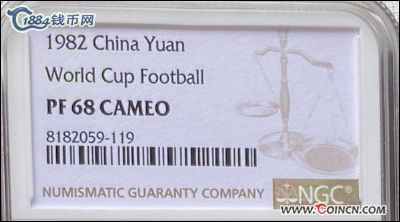 1884钱币网
1982 China Yuan
World Cup Football
PF 68 CAMEO
8182059-119
NUMISMATIC GUARANTY COMPANY
NGC
www.COINCN.com